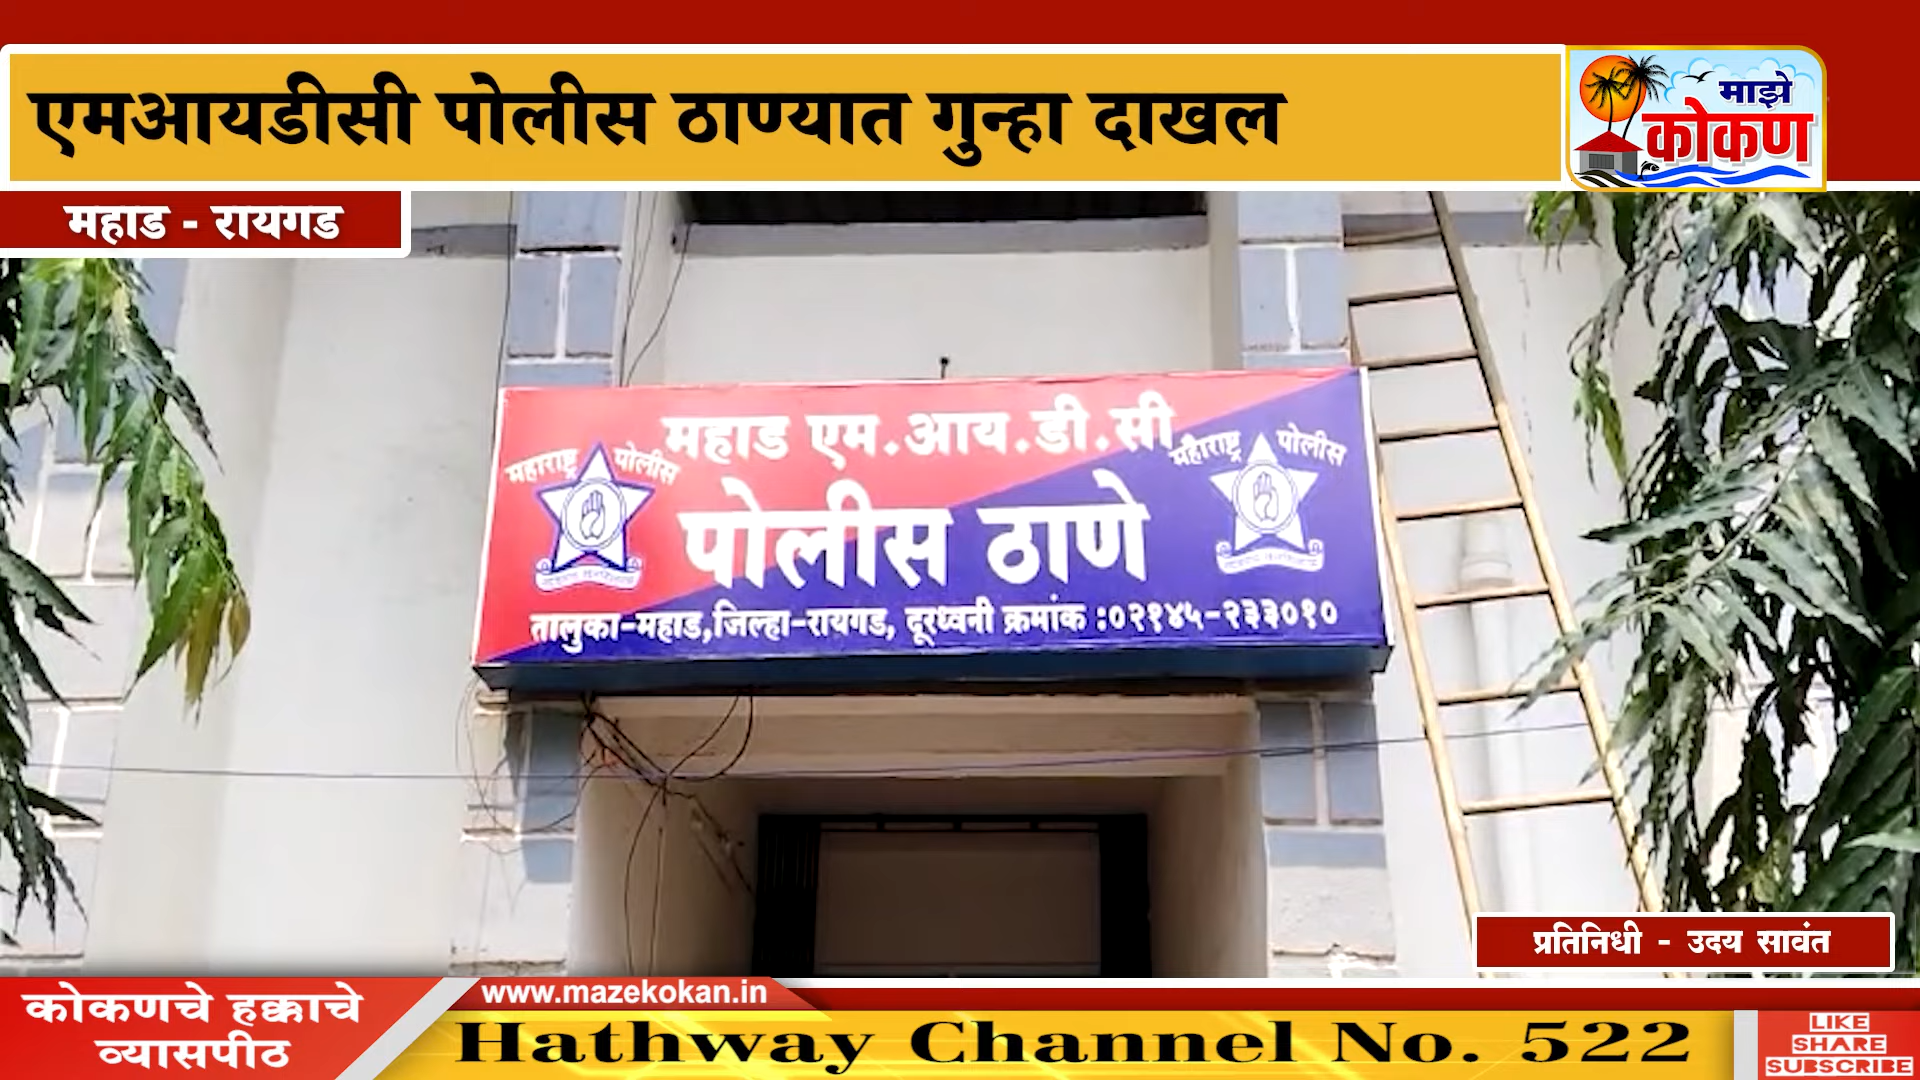 एमआयडीसी पोलीस ठाण्यात गुन्हा दाखल
माझे
कोकण
महाड - रायगड
महाड एम.आय.डी.सी.
महाराष्ट्र पोलीस
महाराष्ट्र पोलीस
पोलीस ठाणे
तालुका-महाड,जिल्हा-रायगड, दूरध्वनी क्रमांक :०२१४५-२३३०१०
प्रतिनिधी - उदय सावंत
कोकणचे हक्काचे
व्यासपीठ
www.mazekokan.in
Hathway Channel No. 522
LIKE
SHARE
SUBSCRIBE